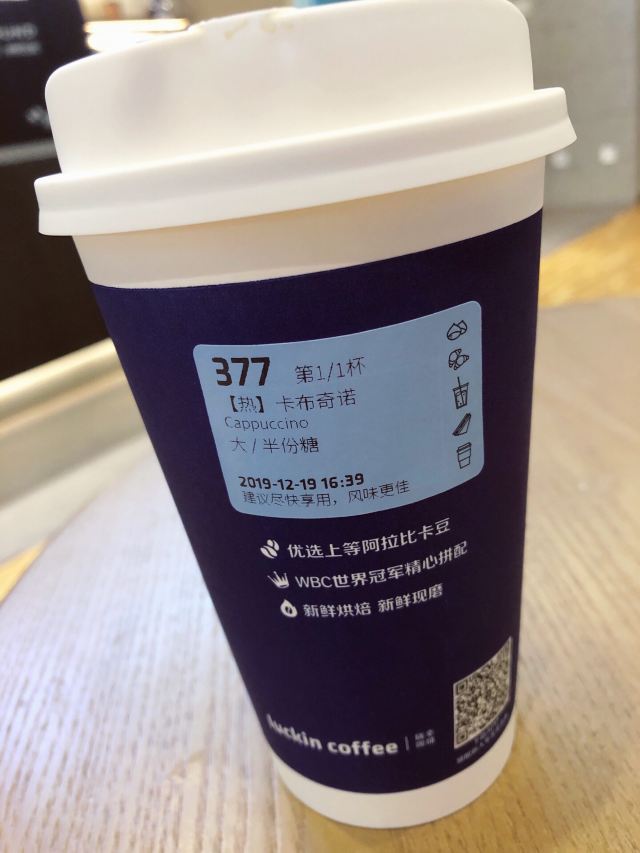 377 第1/1杯
【热】卡布奇诺
Cappuccino
大/半份糖
2019-12-19 16:39
建议尽快享用，风味更佳
优选上等阿拉比卡豆
WBC世界冠军精心拼配
新鲜烘焙 新鲜现磨
luckin coffee